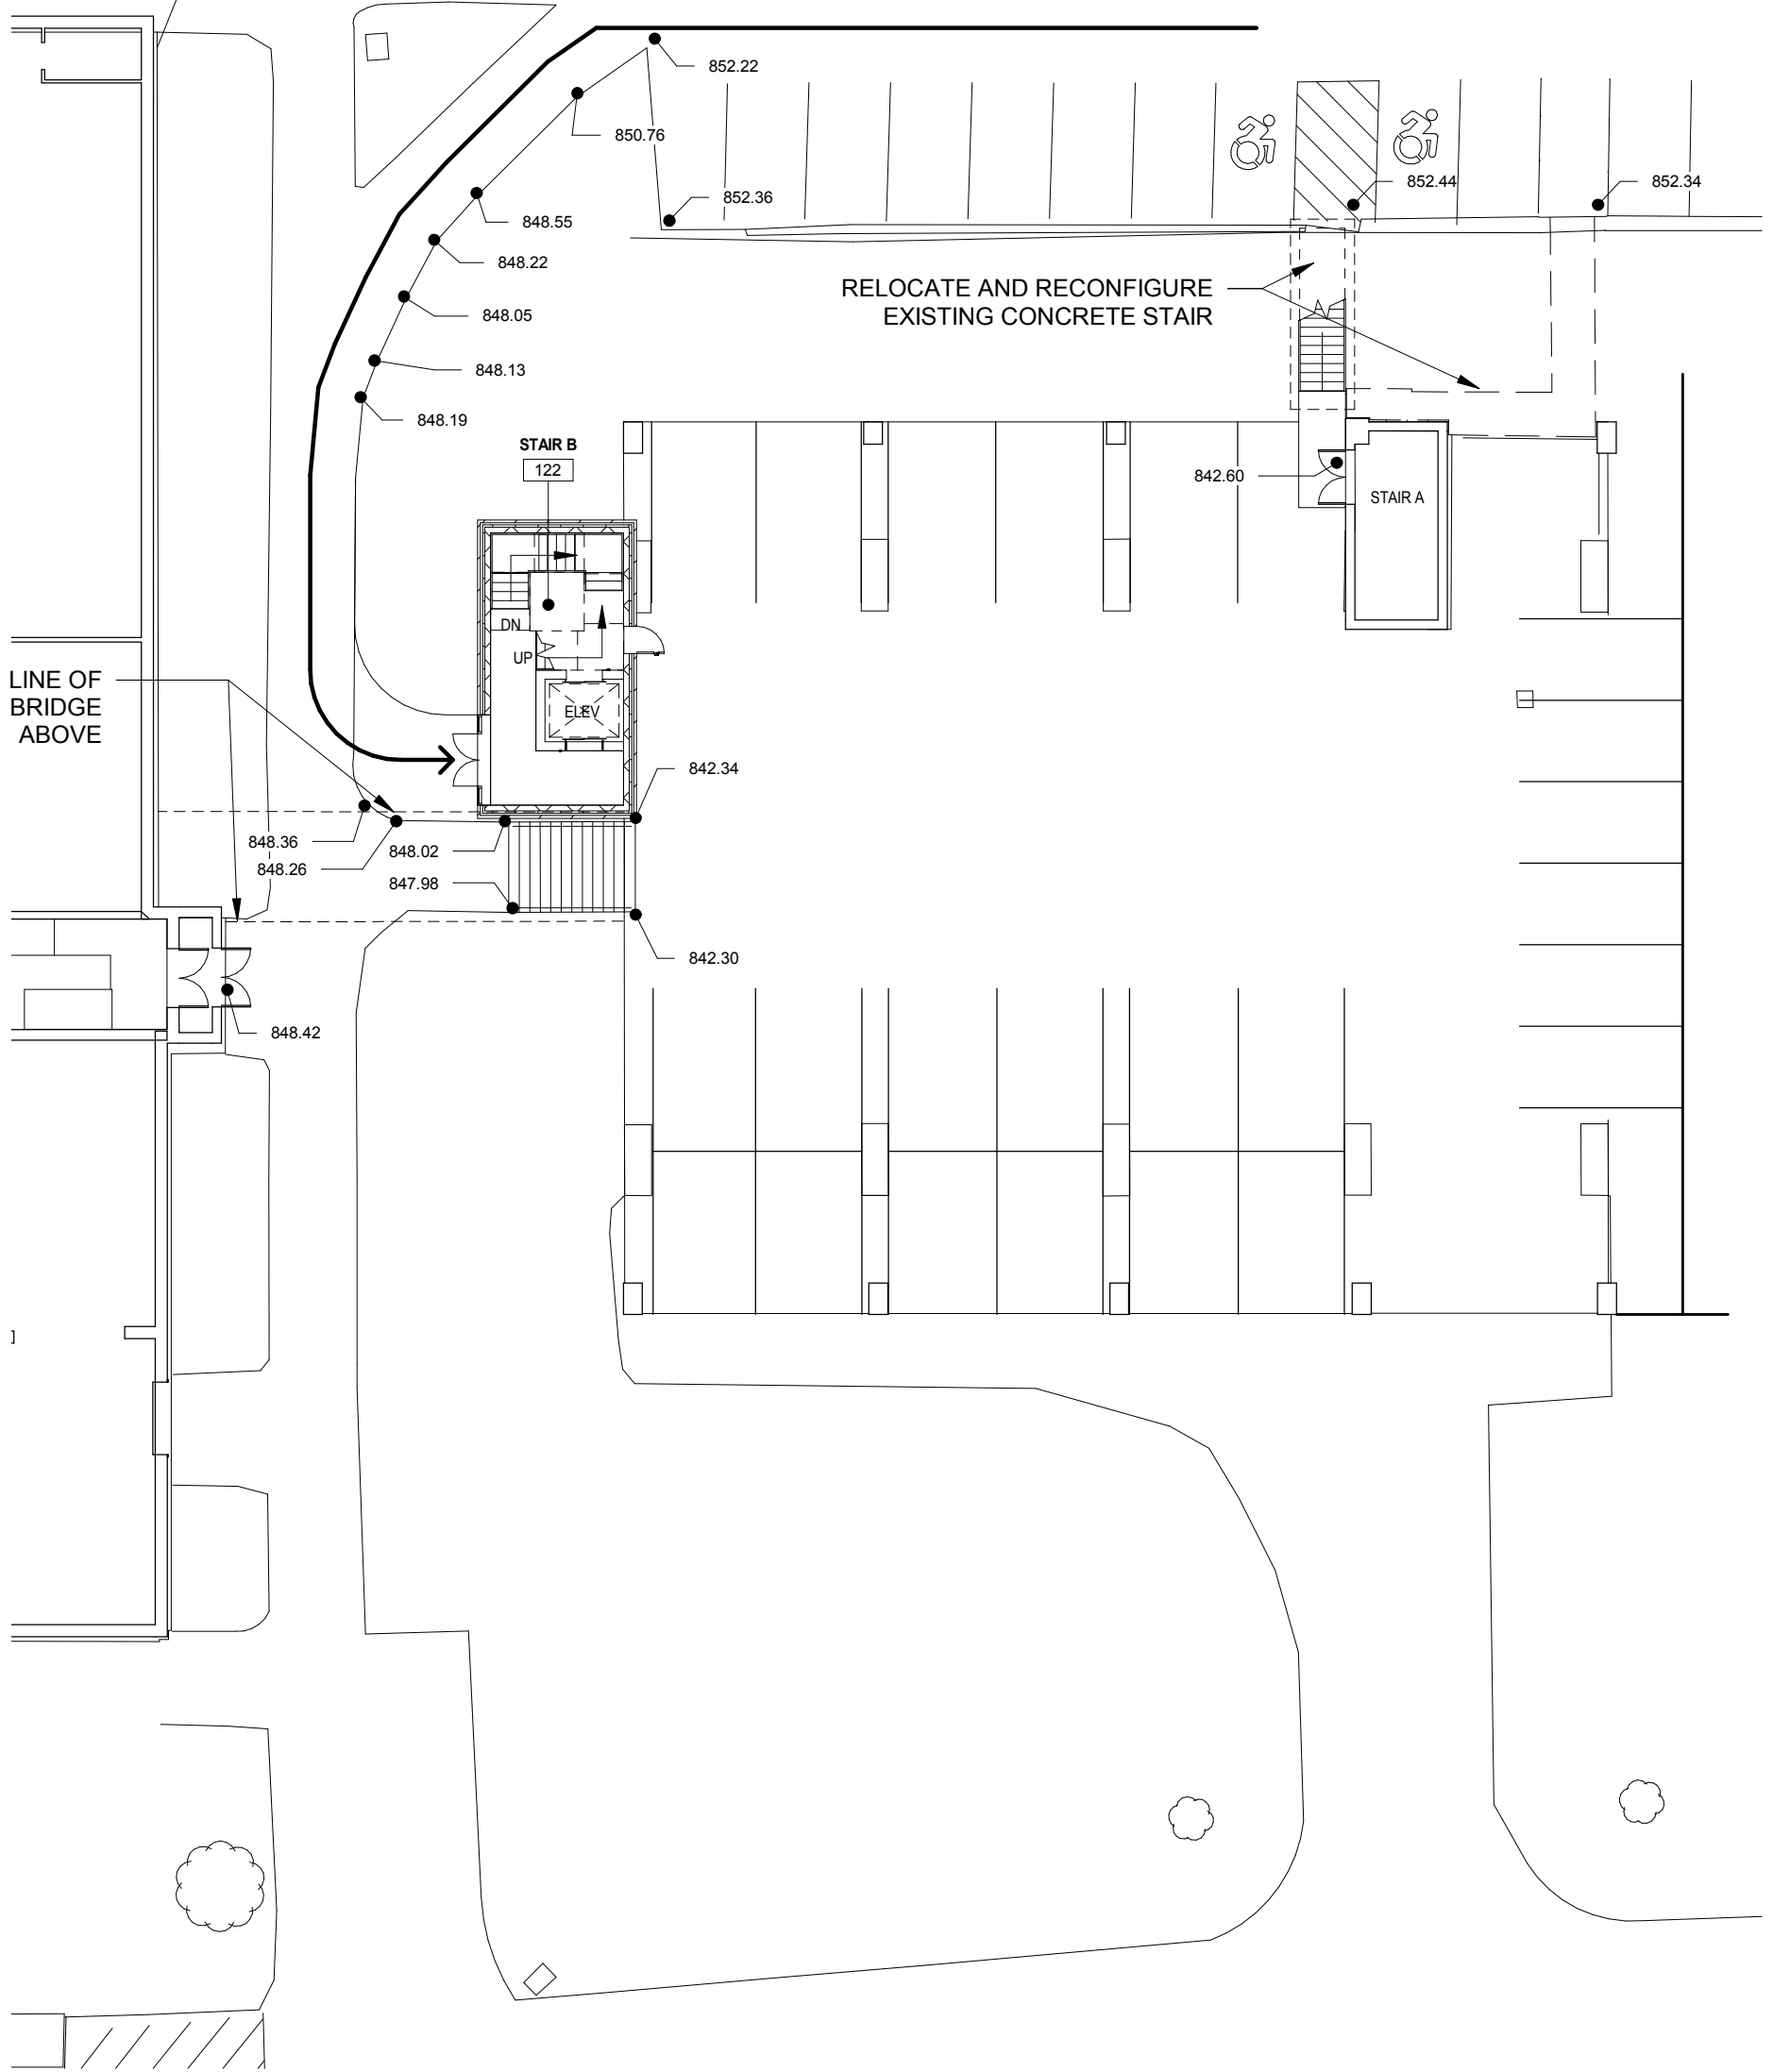 852.22
850.76
852.36
852.44
852.34
848.55
848.22
RELOCATE AND RECONFIGURE
EXISTING CONCRETE STAIR
848.05
848.13
848.19
STAIR B
122
842.60
STAIR A
DN
UP
LINE OF
BRIDGE
ABOVE
ELEV
842.34
848.36
848.02
848.26
847.98
842.30
848.42